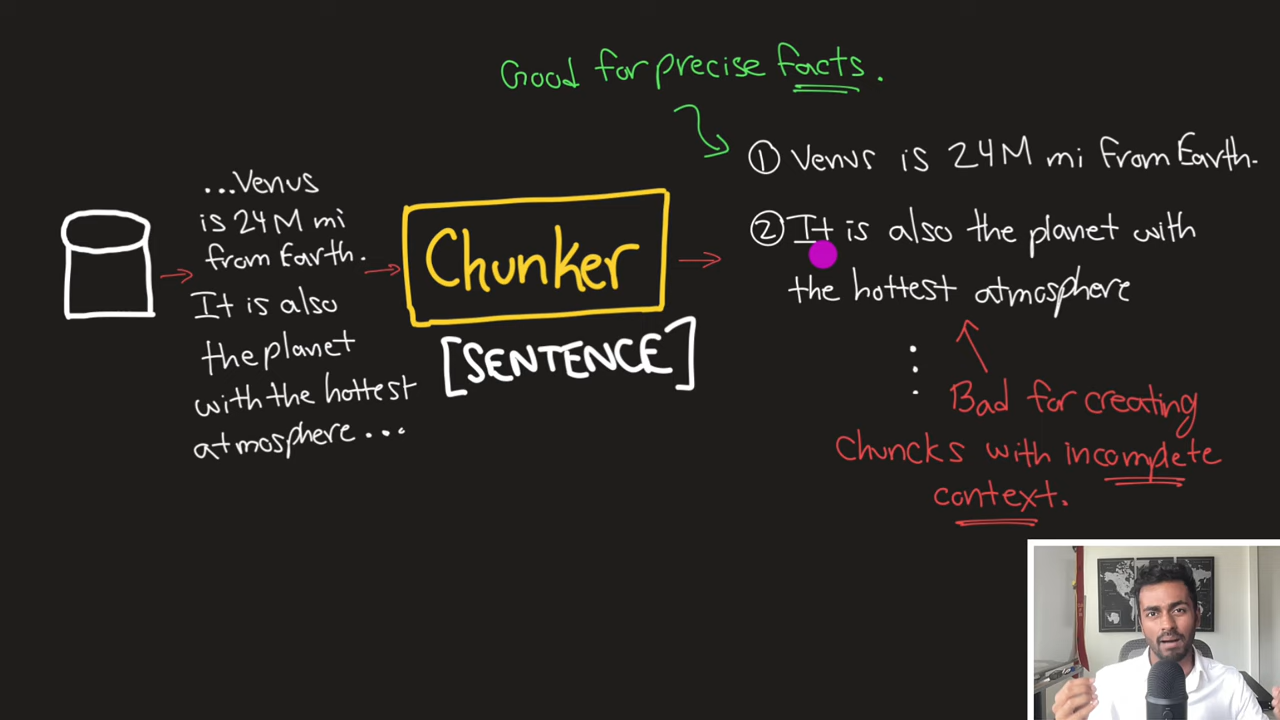 Good for precise facts.
① Venus is 24M mi from Earth.
② It is also the planet with
the hottest atmosphere
⋮
Bad for creating
Chuncks with incomplete
context.
...Venus
is 24M mi
from Earth.
It is also
the planet
with the hottest
atmosphere...
Chunker
[SENTENCE]